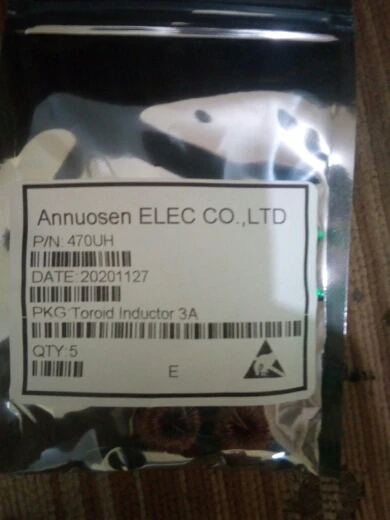 Annuosen ELEC CO.,LTD
P/N: 470UH
DATE:20201127
PKG:Toroid Inductor 3A
QTY:5
E